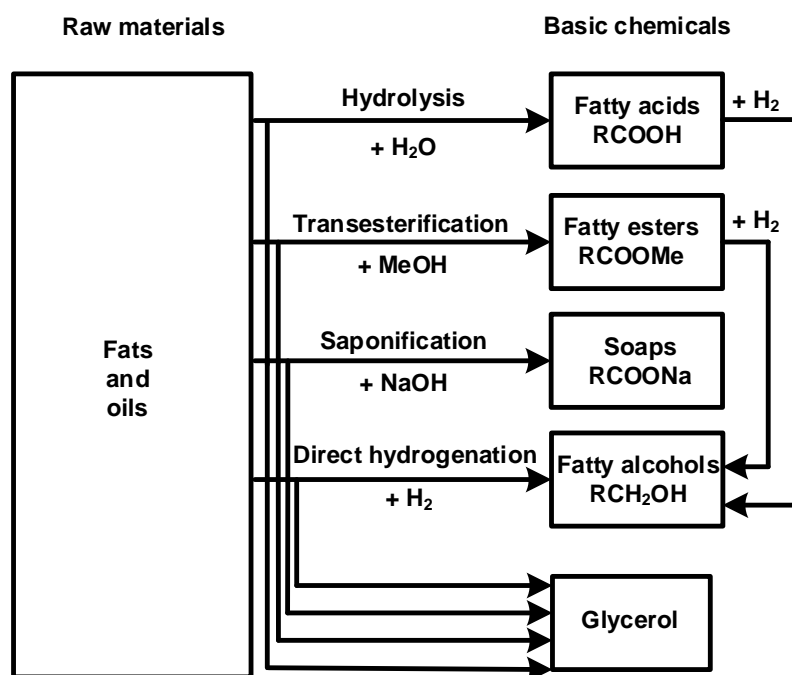 Raw materials
Basic chemicals
Hydrolysis
+ H₂O
Fatty acids
RCOOH
+ H₂
Transesterification
+ MeOH
Fatty esters
RCOOMe
+ H₂
Fats
and
oils
Saponification
+ NaOH
Soaps
RCOONa
Direct hydrogenation
+ H₂
Fatty alcohols
RCH₂OH
Glycerol